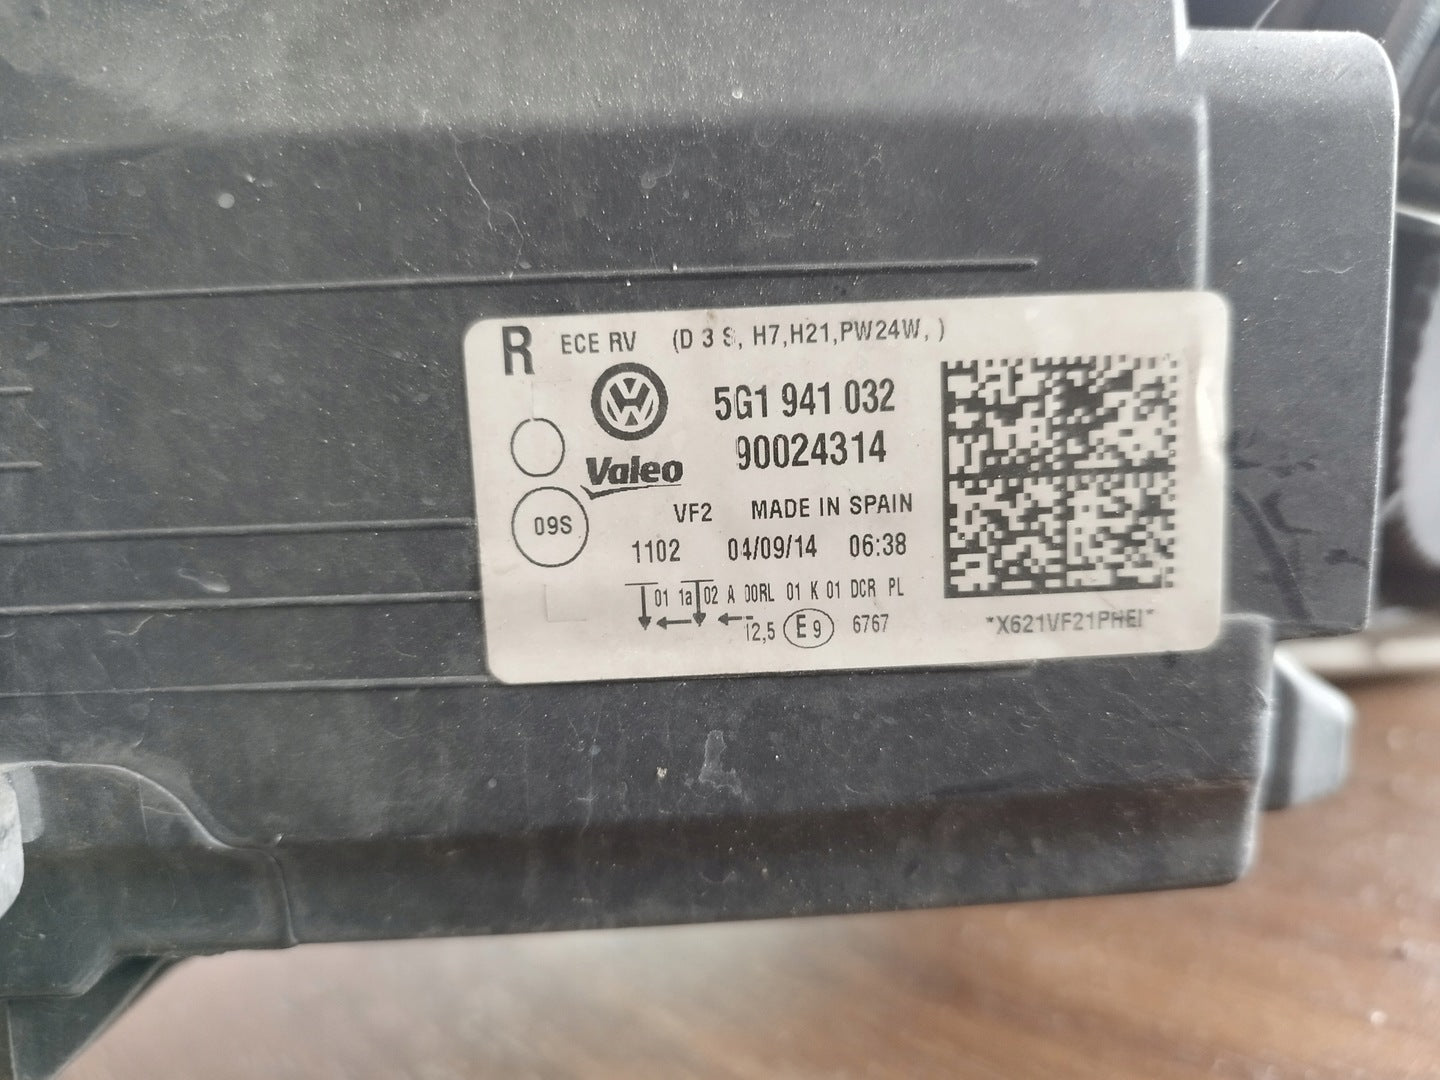 R ECE RV (D 3 S, H7,H21,PW24W, )
5G1 941 032
Valeo 90024314
VF2 MADE IN SPAIN
09S
1102 04/09/14 06:38
01 1a 02 A 00RL 01 K 01 DCR PL
12,5 E9 6767
*X621VF21PHEI*